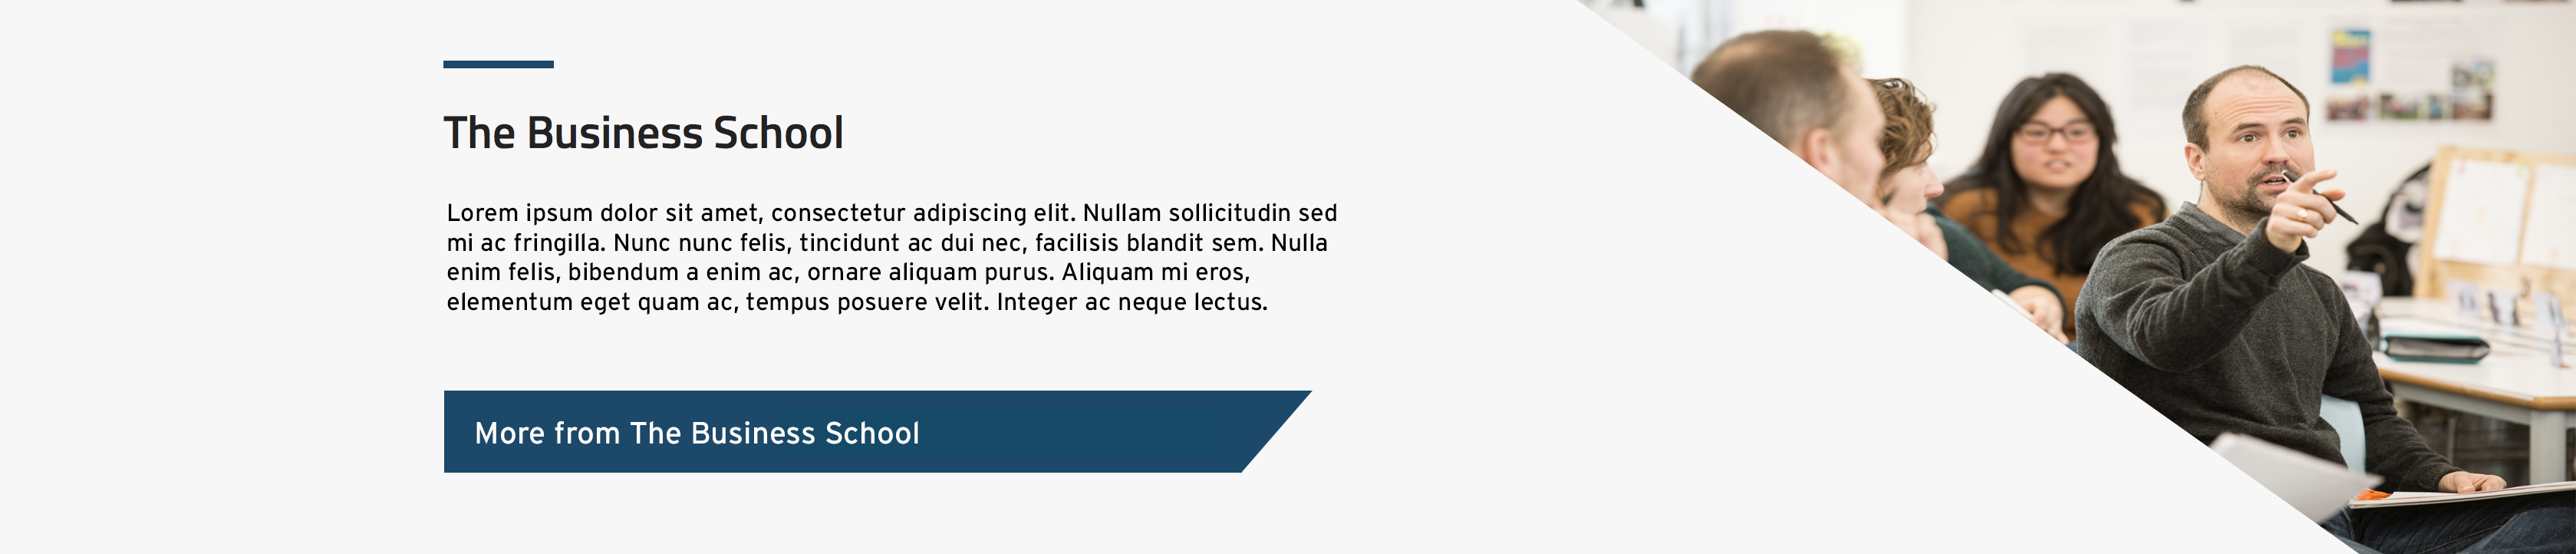 The Business School
Lorem ipsum dolor sit amet, consectetur adipiscing elit. Nullam sollicitudin sed
mi ac fringilla. Nunc nunc felis, tincidunt ac dui nec, facilisis blandit sem. Nulla
enim felis, bibendum a enim ac, ornare aliquam purus. Aliquam mi eros,
elementum eget quam ac, tempus posuere velit. Integer ac neque lectus.
More from The Business School